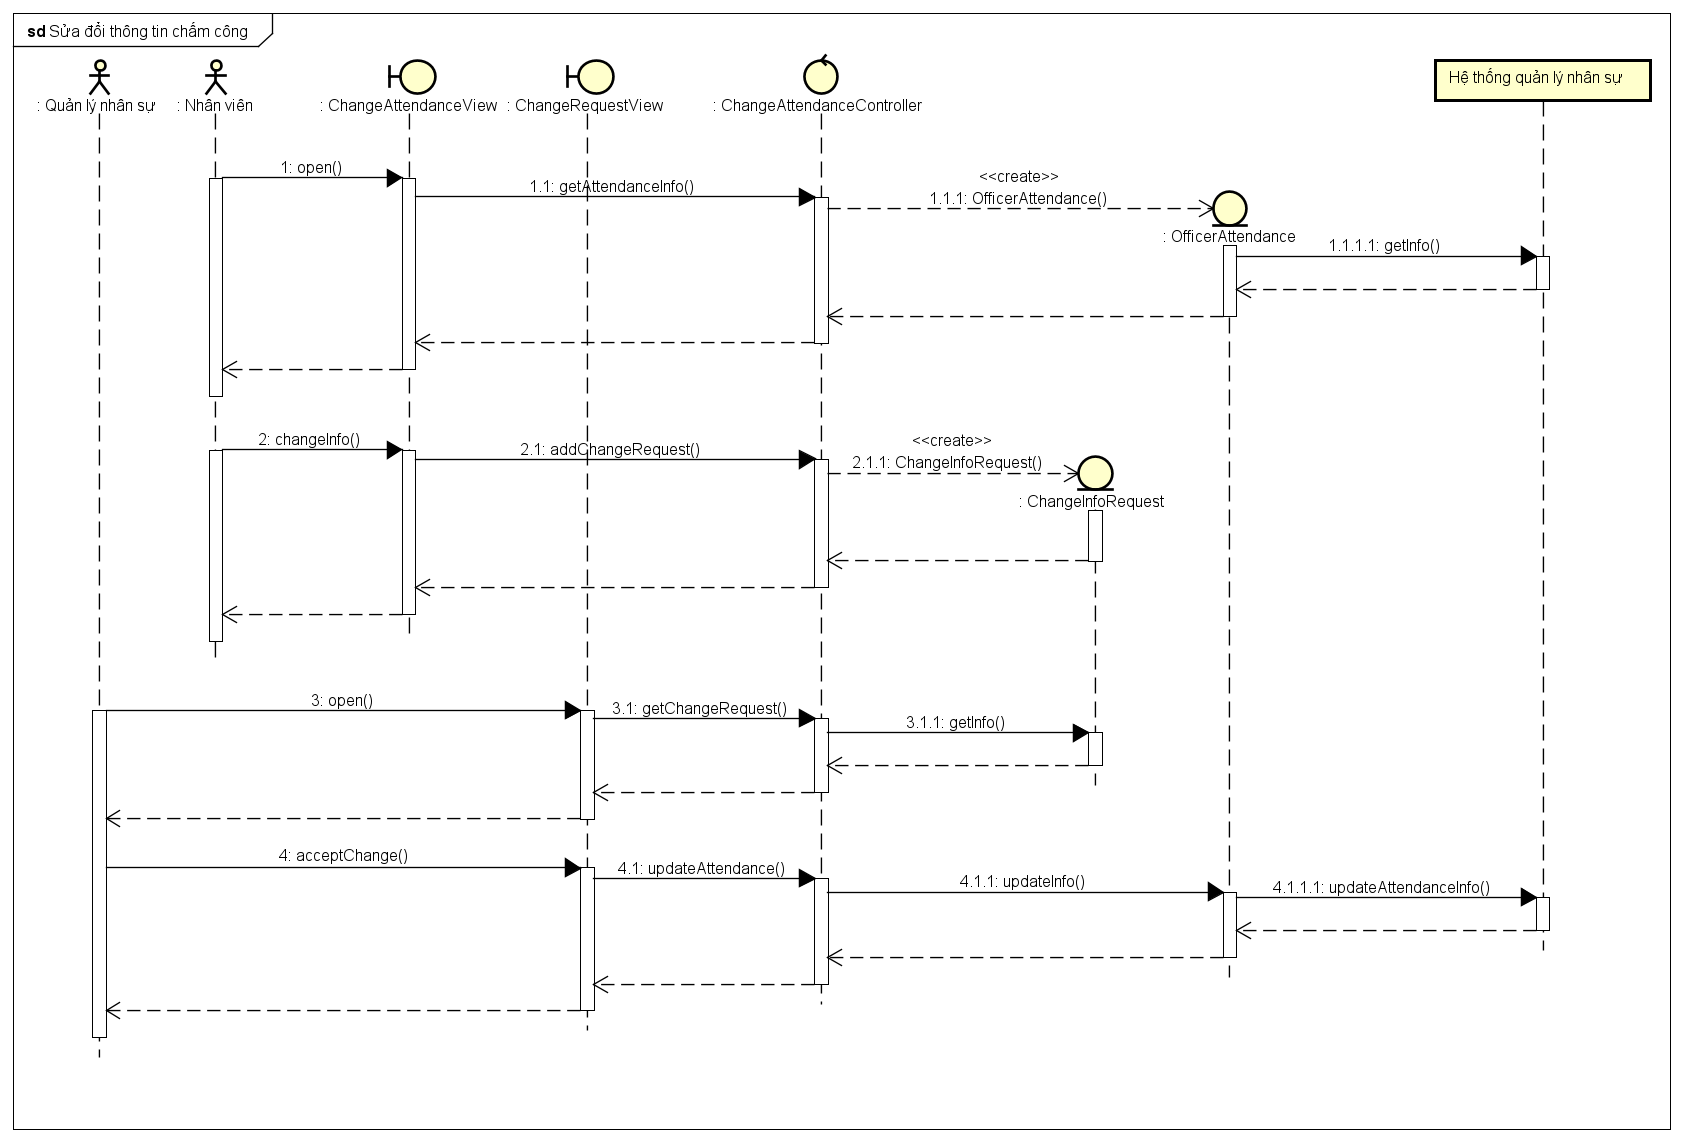 sd Sửa đổi thông tin chấm công
Hệ thống quản lý nhân sự
: Quản lý nhân sự
: Nhân viên
: ChangeAttendanceView
: ChangeRequestView
: ChangeAttendanceController
1: open()
1.1: getAttendanceInfo()
<<create>>
1.1.1: OfficerAttendance()
: OfficerAttendance
1.1.1.1: getInfo()
2: changeInfo()
2.1: addChangeRequest()
<<create>>
2.1.1: ChangeInfoRequest()
: ChangeInfoRequest
3: open()
3.1: getChangeRequest()
3.1.1: getInfo()
4: acceptChange()
4.1: updateAttendance()
4.1.1: updateInfo()
4.1.1.1: updateAttendanceInfo()